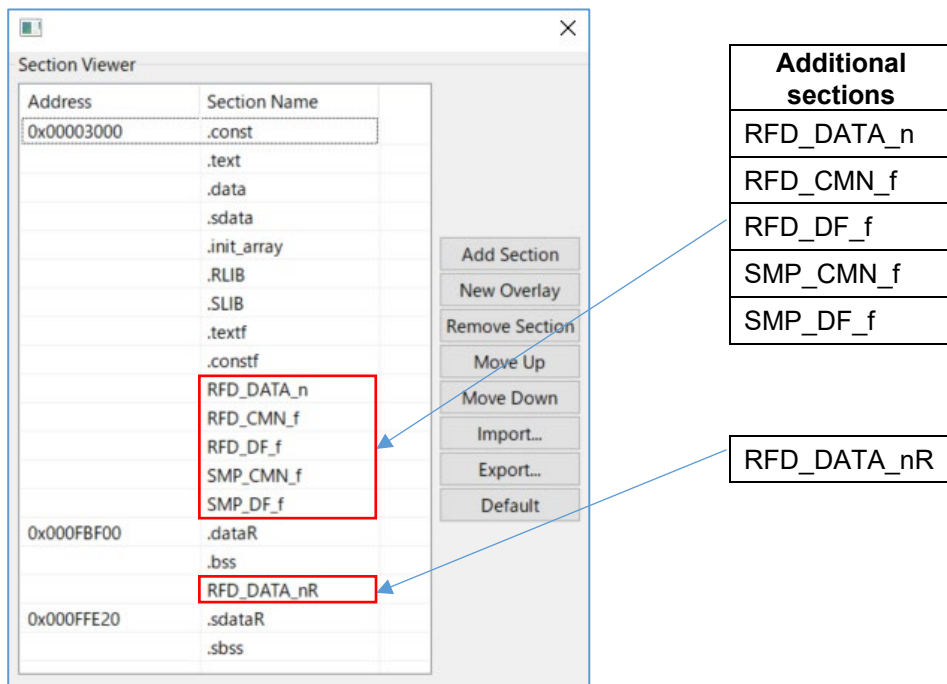 Section Viewer
Address Section Name
0x00003000 .const
.text
.data
.sdata
.init_array
.RLIB
.SLIB
.textf
.constf
RFD_DATA_n
RFD_CMN_f
RFD_DF_f
SMP_CMN_f
SMP_DF_f
0x000FBF00 .dataR
.bss
RFD_DATA_nR
0x000FFE20 .sdataR
.sbss
Add Section
New Overlay
Remove Section
Move Up
Move Down
Import...
Export...
Default
Additional
sections
RFD_DATA_n
RFD_CMN_f
RFD_DF_f
SMP_CMN_f
SMP_DF_f
RFD_DATA_nR